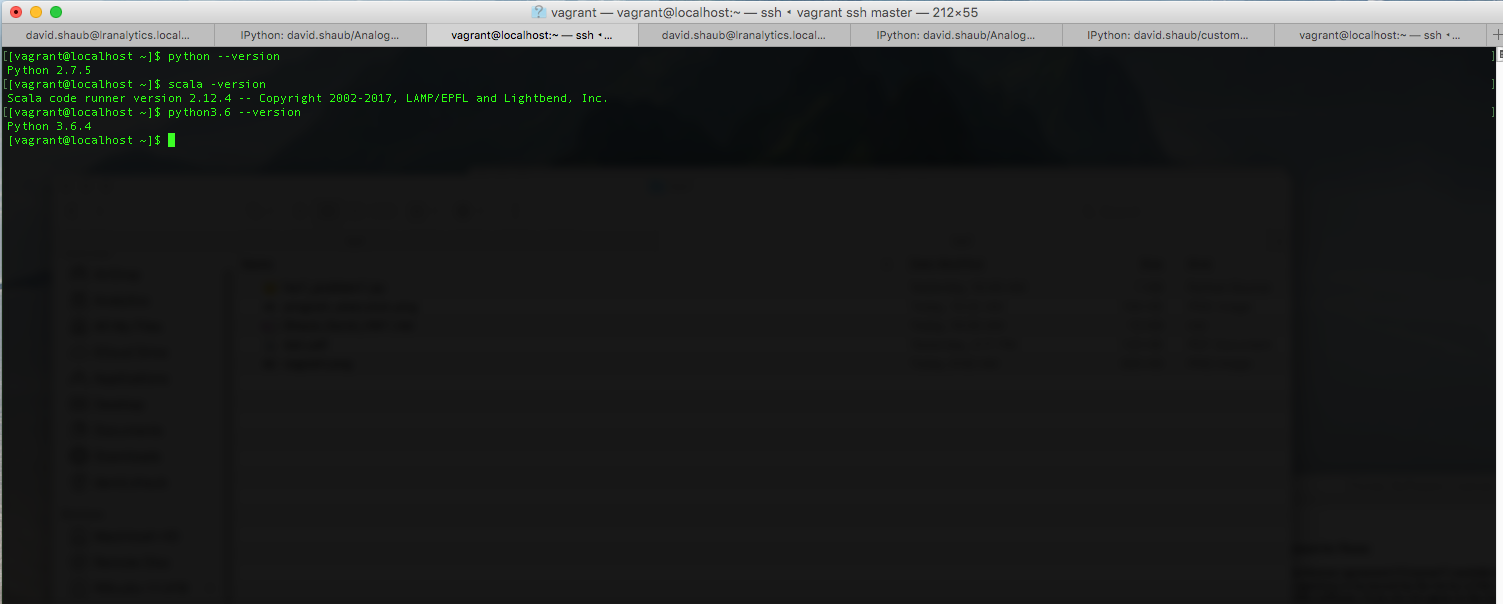 vagrant — vagrant@localhost:~ — ssh ◂ vagrant ssh master — 212×55
david.shaub@lranalytics.local...
IPython: david.shaub/Analog...
vagrant@localhost:~ — ssh ◂...
david.shaub@lranalytics.local...
IPython: david.shaub/Analog...
IPython: david.shaub/custom...
vagrant@localhost:~ — ssh ◂...
[[vagrant@localhost ~]$ python --version ]
Python 2.7.5
[[vagrant@localhost ~]$ scala -version ]
Scala code runner version 2.12.4 -- Copyright 2002-2017, LAMP/EPFL and Lightbend, Inc.
[[vagrant@localhost ~]$ python3.6 --version ]
Python 3.6.4
[vagrant@localhost ~]$